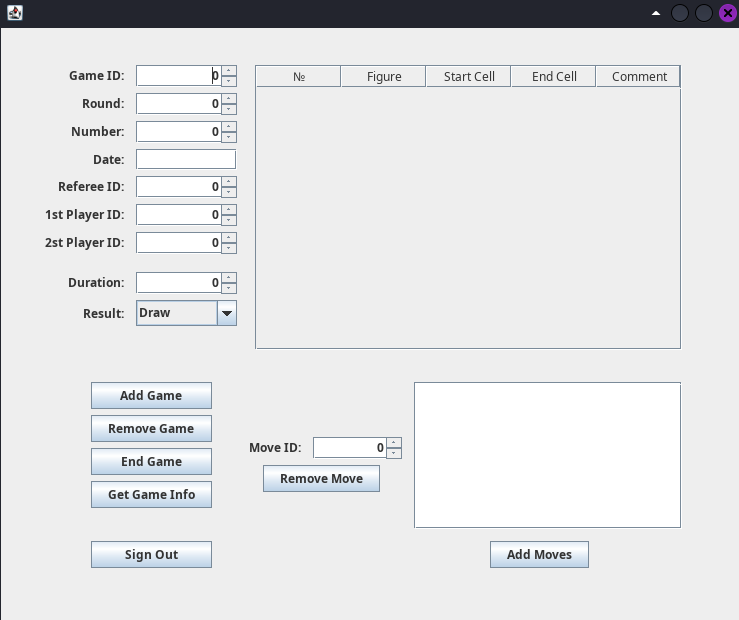 Game ID: 0
Round: 0
Number: 0
Date:
Referee ID: 0
1st Player ID: 0
2st Player ID: 0
Duration: 0
Result: Draw
№ Figure Start Cell End Cell Comment
Add Game
Remove Game
End Game
Get Game Info
Sign Out
Move ID: 0
Remove Move
Add Moves